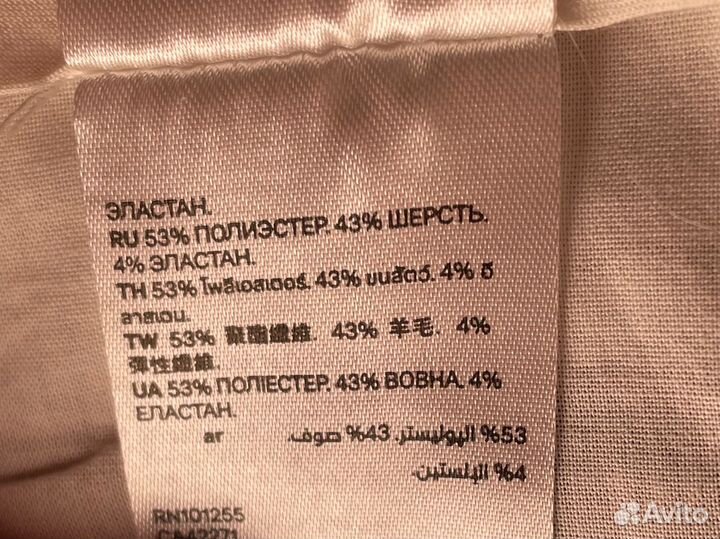 ЭЛАСТАН.
RU 53% ПОЛИЭСТЕР. 43% ШЕРСТЬ.
4% ЭЛАСТАН.
TH 53% โพลีเอสเตอร์. 43% ขนสัตว์. 4% อี
ลาสเตน.
TW 53% 聚酯纖維. 43% 羊毛. 4%
彈性纖維.
UA 53% ПОЛІЕСТЕР. 43% ВОВНА. 4%
ЕЛАСТАН.
ar 53% البوليستر. 43% صوف.
4% اليلستين.
RN101255
CA42271
Avito